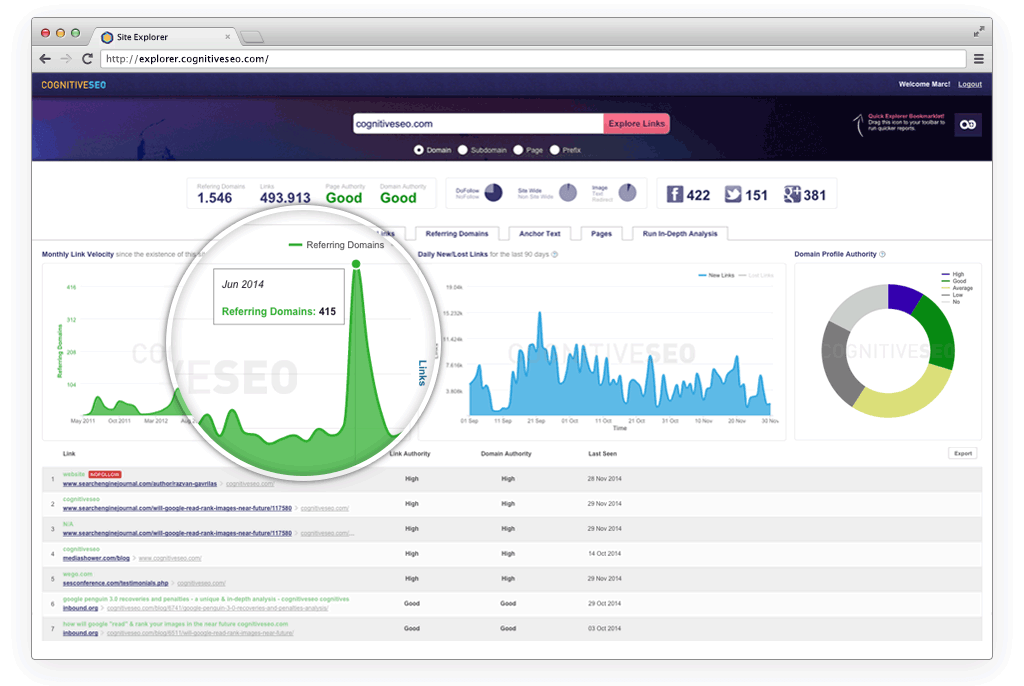 Site Explorer
http://explorer.cognitiveseo.com/
COGNITIVESEO
Welcome Marc! Logout
cognitiveseo.com
Explore Links
Quick Explorer Bookmarklet!
Drag this icon to your toolbar to
run quicker reports.
Domain Subdomain Page Prefix
Referring Domains
1.546
Links
493.913
Page Authority
Good
Domain Authority
Good
DoFollow
NoFollow
Site Wide
Non Site Wide
Image
Text
Redirect
422
151
381
Links
Referring Domains
Anchor Text
Pages
Run In-Depth Analysis
Monthly Link Velocity since the existence of this
Referring Domains
Jun 2014
Referring Domains: 415
416
312
208
104
Referring Domains
Links
VESEO
May 2011 Oct 2011 Mar 2012
Daily New/Lost Links for the last 90 days
New Links Lost Links
19.04k
15.232k
11.424k
7.616k
3.808k
COGNITIVESEO
01 Sep 11 Sep 21 Sep 01 Oct 11 Oct 21 Oct 31 Oct 10 Nov 20 Nov 30 Nov
Time
Domain Profile Authority
High
Good
Average
Low
No
COGNITIVESEO
Link
Link Authority
Domain Authority
Last Seen
Export
website NOFOLLOW
1 High High 28 Nov 2014
www.searchenginejournal.com/author/razvan-gavrilas > cognitiveseo.com/
cognitiveseo
2 High High 29 Nov 2014
www.searchenginejournal.com/will-google-read-rank-images-near-future/117580 > cognitiveseo.com/
N/A
3 High High 29 Nov 2014
www.searchenginejournal.com/will-google-read-rank-images-near-future/117580 > cognitiveseo.com/...
cognitiveseo
4 High High 14 Oct 2014
mediashower.com/blog > www.cognitiveseo.com/
wego.com
5 High High 29 Nov 2014
sesconference.com/testimonials.php > cognitiveseo.com/
google penguin 3.0 recoveries and penalties - a unique & in-depth analysis - cognitiveseo cognitives
6 Good Good 29 Oct 2014
inbound.org > cognitiveseo.com/blog/6741/google-penguin-3-0-recoveries-and-penalties-analysis/
how will google "read" & rank your images in the near future cognitiveseo.com
7 Good Good 03 Oct 2014
inbound.org > cognitiveseo.com/blog/6511/will-google-read-rank-images-near-future/